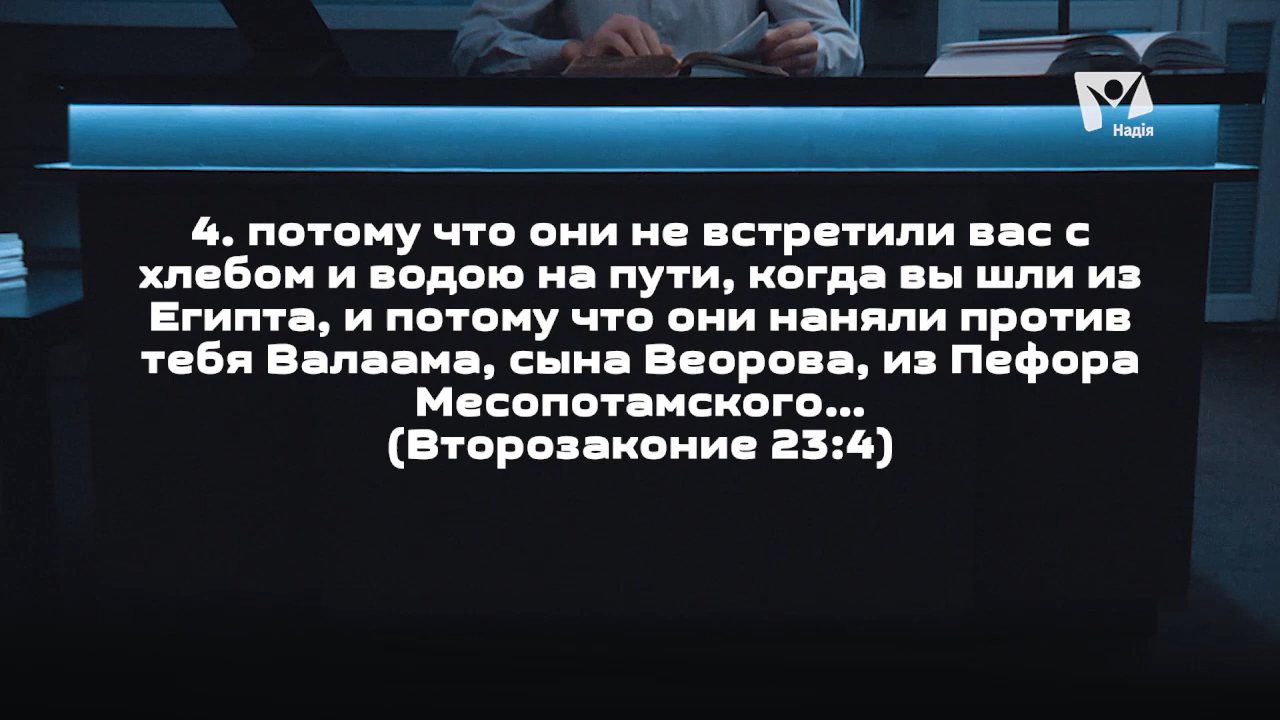 Надія
4. потому что они не встретили вас с
хлебом и водою на пути, когда вы шли из
Египта, и потому что они наняли против
тебя Валаама, сына Веорова, из Пефора
Месопотамского...
(Второзаконие 23:4)